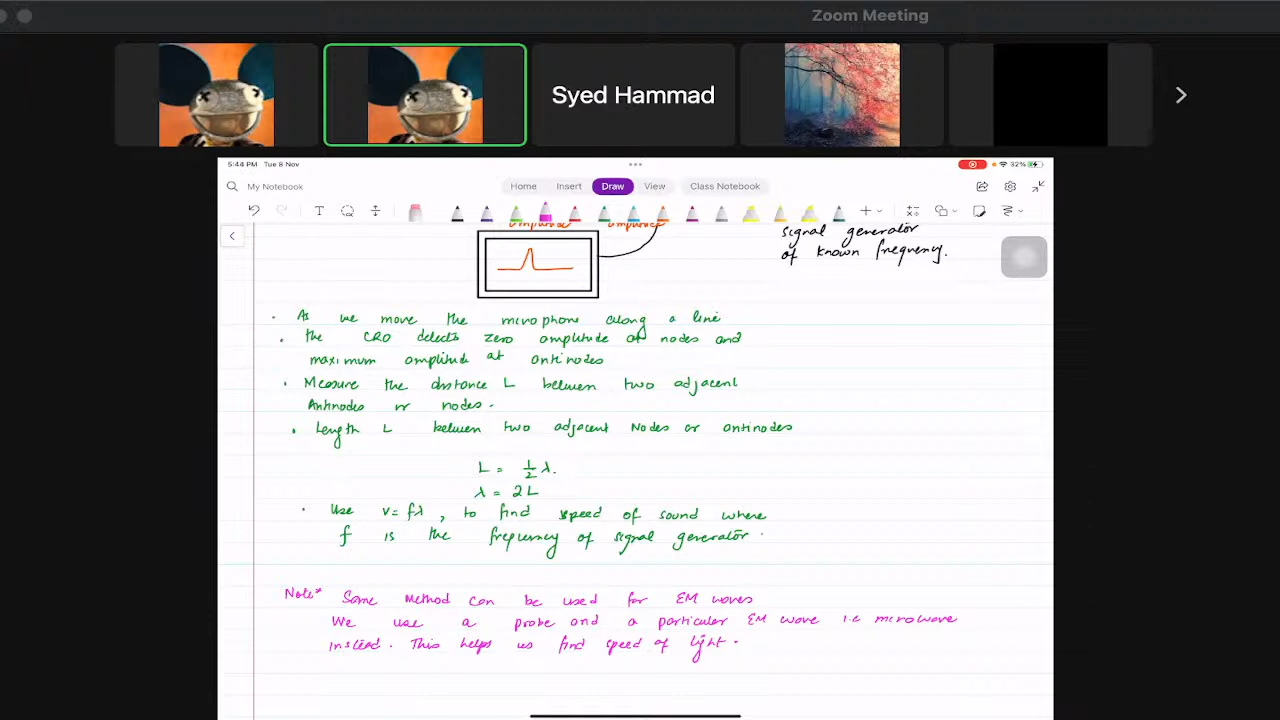 Zoom Meeting
Syed Hammad
5:44 PM Tue 8 Nov
32%
My Notebook
Home Insert Draw View Class Notebook
amplitude amplitude
signal generator
of known frequency.
• As we move the microphone along a line
• the CRO detects zero amplitude at nodes and
maximum amplitude at antinodes
• Measure the distance L between two adjacent
Antinodes or nodes.
• Length L between two adjacent Nodes or antinodes
L = 1/2 λ.
λ = 2L
• Use v = fλ, to find speed of sound where
f is the frequency of signal generator.
Note* Same Method can be used for EM waves
We use a probe and a particular EM wave i.e microwave
instead. This helps us find speed of light.